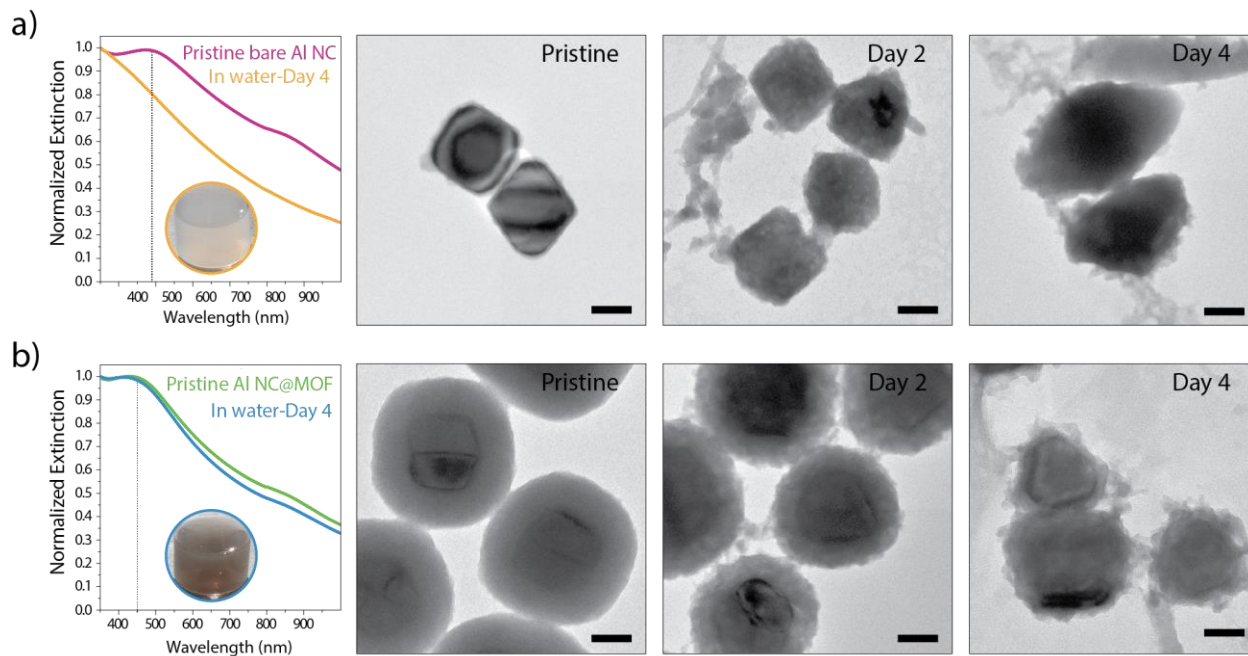 a)
Normalized Extinction
1.0
0.9
0.8
0.7
0.6
0.5
0.4
0.3
0.2
0.1
0.0
Pristine bare Al NC
In water-Day 4
400 500 600 700 800 900
Wavelength (nm)
Pristine
Day 2
Day 4
b)
Normalized Extinction
1.0
0.9
0.8
0.7
0.6
0.5
0.4
0.3
0.2
0.1
0.0
Pristine Al NC@MOF
In water-Day 4
400 500 600 700 800 900
Wavelength (nm)
Pristine
Day 2
Day 4